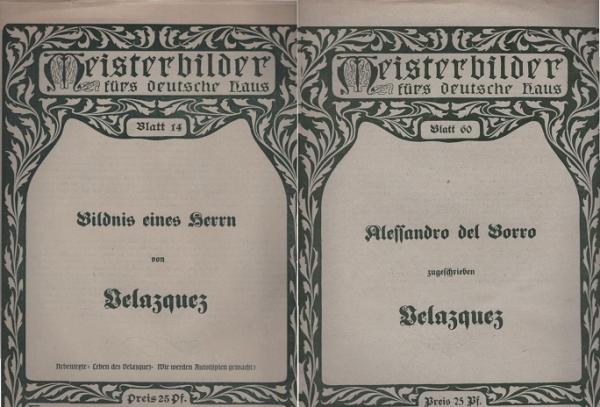 Meisterbilder
fürs deutsche Haus
Blatt 14
Bildnis eines Herrn
von
Velazquez
Nebentexte: Leben des Velazquez. Wie werden Autotypien gemacht?
Preis 25 Pf.
Meisterbilder
fürs deutsche Haus
Blatt 60
Alessandro del Borro
zugeschrieben
Velazquez
Preis 25 Pf.